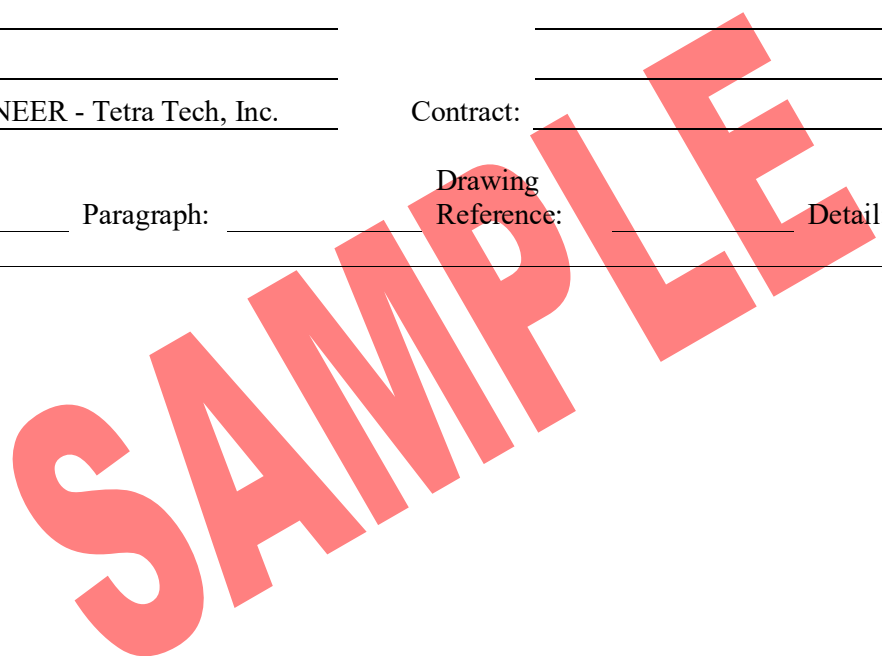 NEER - Tetra Tech, Inc. Contract:
Drawing
Paragraph: Reference: Detail
SAMPLE